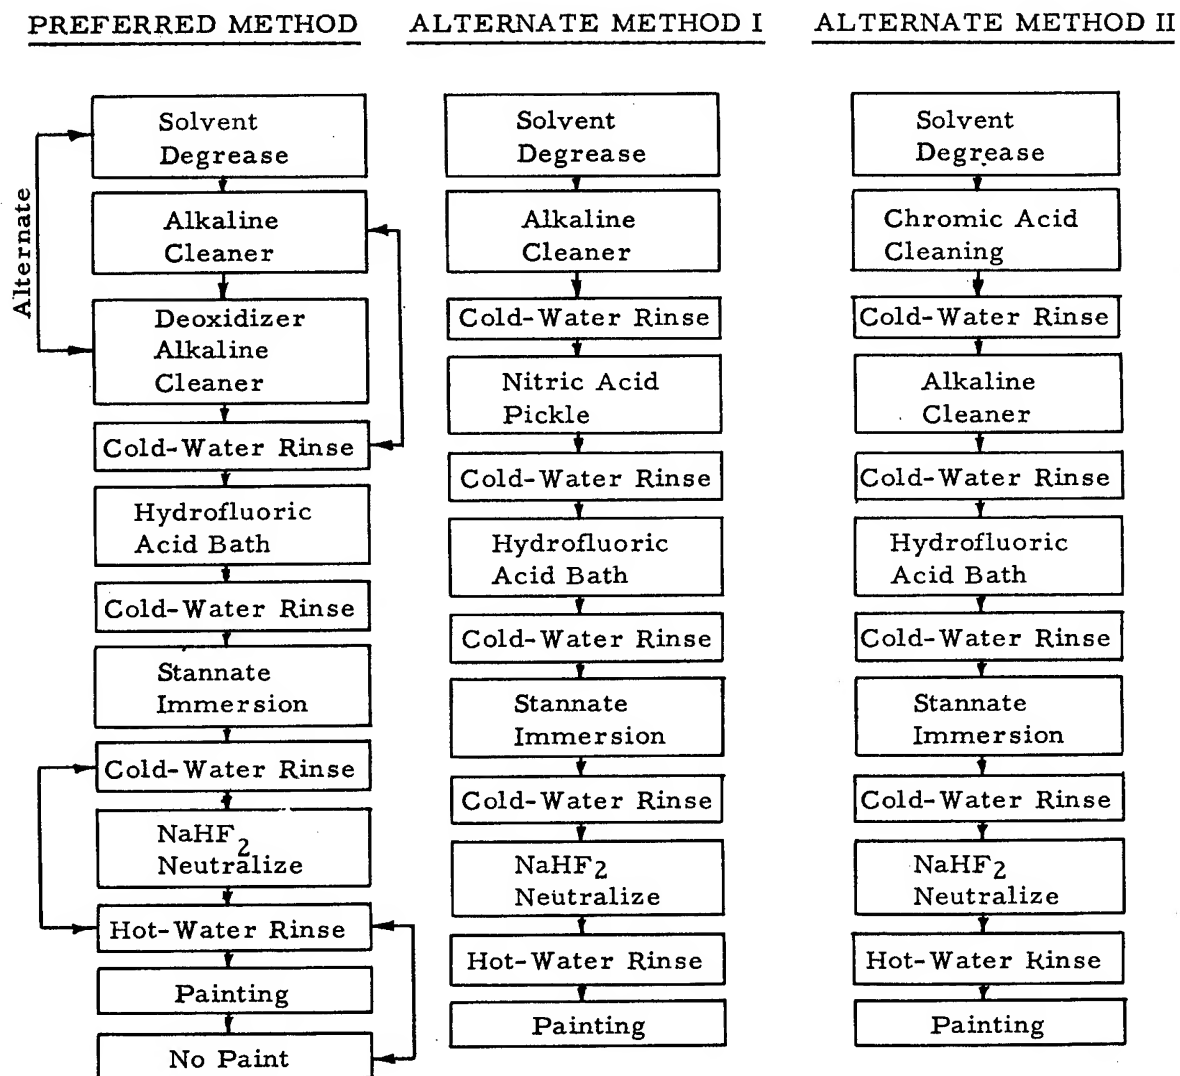 PREFERRED METHOD
Solvent
Degrease
Alkaline
Cleaner
Deoxidizer
Alkaline
Cleaner
Cold-Water Rinse
Hydrofluoric
Acid Bath
Cold-Water Rinse
Stannate
Immersion
Cold-Water Rinse
NaHF2
Neutralize
Hot-Water Rinse
Painting
No Paint
Alternate
ALTERNATE METHOD I
Solvent
Degrease
Alkaline
Cleaner
Cold-Water Rinse
Nitric Acid
Pickle
Cold-Water Rinse
Hydrofluoric
Acid Bath
Cold-Water Rinse
Stannate
Immersion
Cold-Water Rinse
NaHF2
Neutralize
Hot-Water Rinse
Painting
ALTERNATE METHOD II
Solvent
Degrease
Chromic Acid
Cleaning
Cold-Water Rinse
Alkaline
Cleaner
Cold-Water Rinse
Hydrofluoric
Acid Bath
Cold-Water Rinse
Stannate
Immersion
Cold-Water Rinse
NaHF2
Neutralize
Hot-Water Rinse
Painting